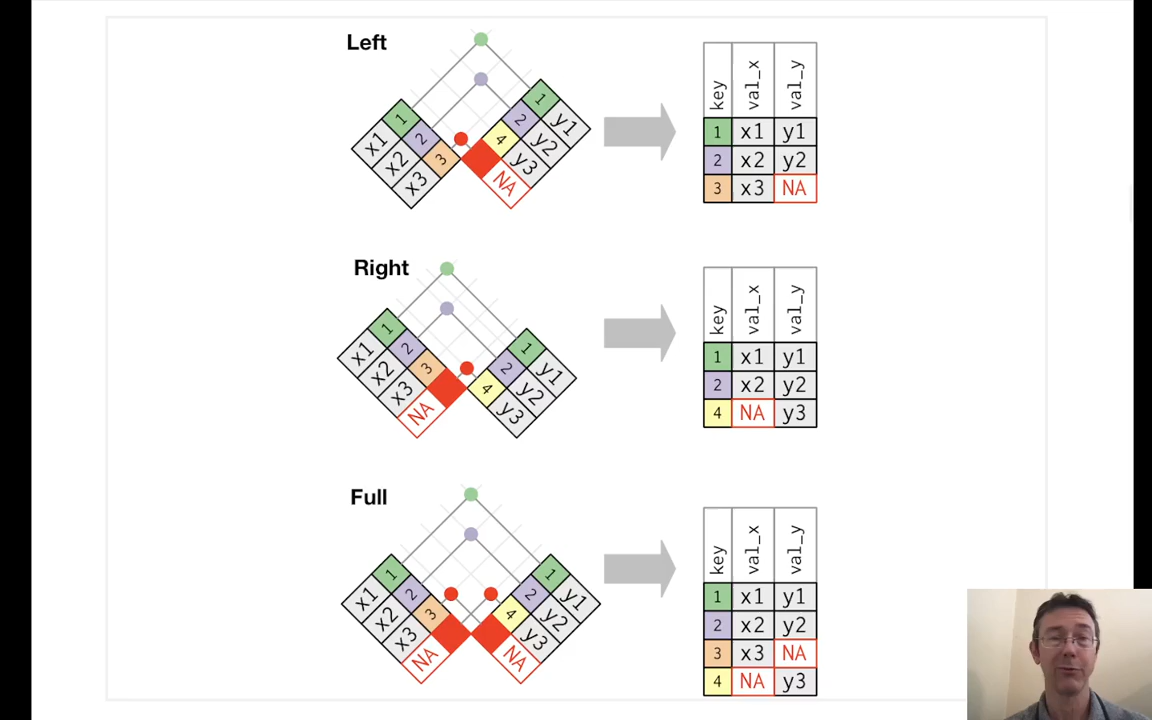 Left
1
x1
2
x2
3
x3
1
y1
2
y2
4
y3
NA
key val_x val_y
1 x1 y1
2 x2 y2
3 x3 NA
Right
1
x1
2
x2
3
x3
NA
1
y1
2
y2
4
y3
key val_x val_y
1 x1 y1
2 x2 y2
4 NA y3
Full
1
x1
2
x2
3
x3
NA
1
y1
2
y2
4
y3
NA
key val_x val_y
1 x1 y1
2 x2 y2
3 x3 NA
4 NA y3